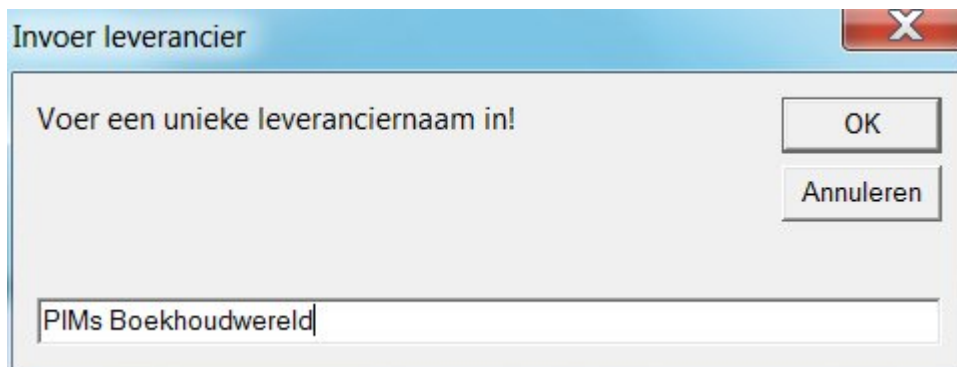 Invoer leverancier
Voer een unieke leveranciernaam in!
OK
Annuleren
PIMs Boekhoudwereld